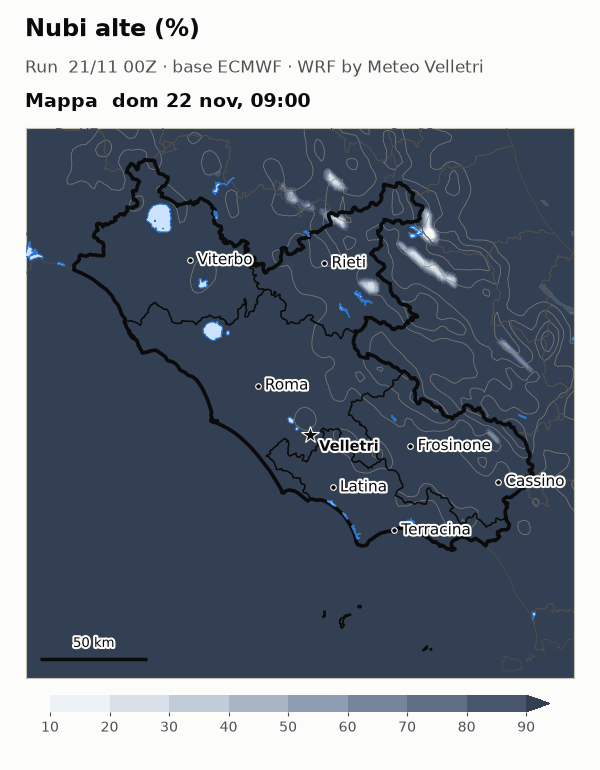 Nubi alte (%)
Run  21/11 00Z · base ECMWF · WRF by Meteo Velletri
Mappa  dom 22 nov, 09:00
Viterbo
Rieti
Roma
Velletri
Frosinone
Latina
Cassino
Terracina
50 km
10 20 30 40 50 60 70 80 90